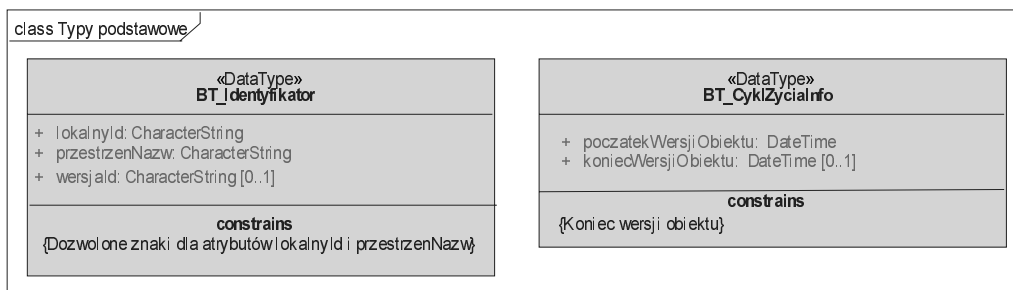 class Typy podstawowe
«DataType»
BT_Identyfikator
+ lokalnyId: CharacterString
+ przestrzenNazw: CharacterString
+ wersjaId: CharacterString [0..1]
constrains
{Dozwolone znaki dla atrybutów lokalnyId i przestrzenNazw}
«DataType»
BT_CyklZyciaInfo
+ poczatekWersjiObiektu: DateTime
+ koniecWersjiObiektu: DateTime [0..1]
constrains
{Koniec wersji obiektu}